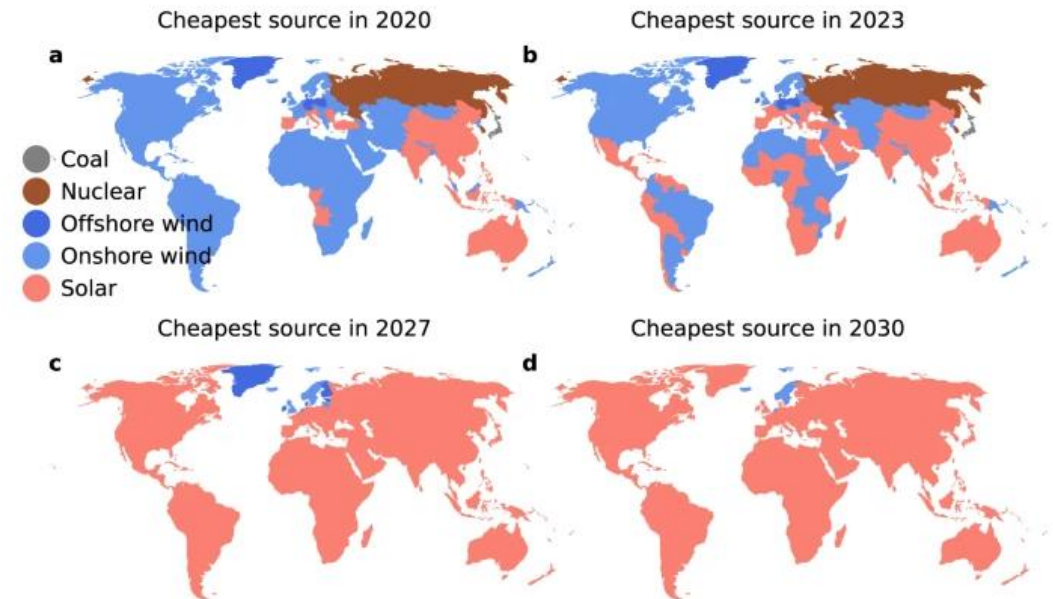 Cheapest source in 2020
Cheapest source in 2023
a
b
Coal
Nuclear
Offshore wind
Onshore wind
Solar
Cheapest source in 2027
Cheapest source in 2030
c
d